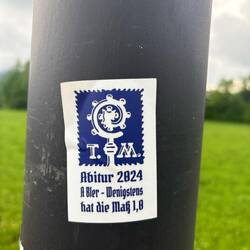 T. M.
Abitur 2024
A Bier - Wenigstens
hat die Maß 1,0